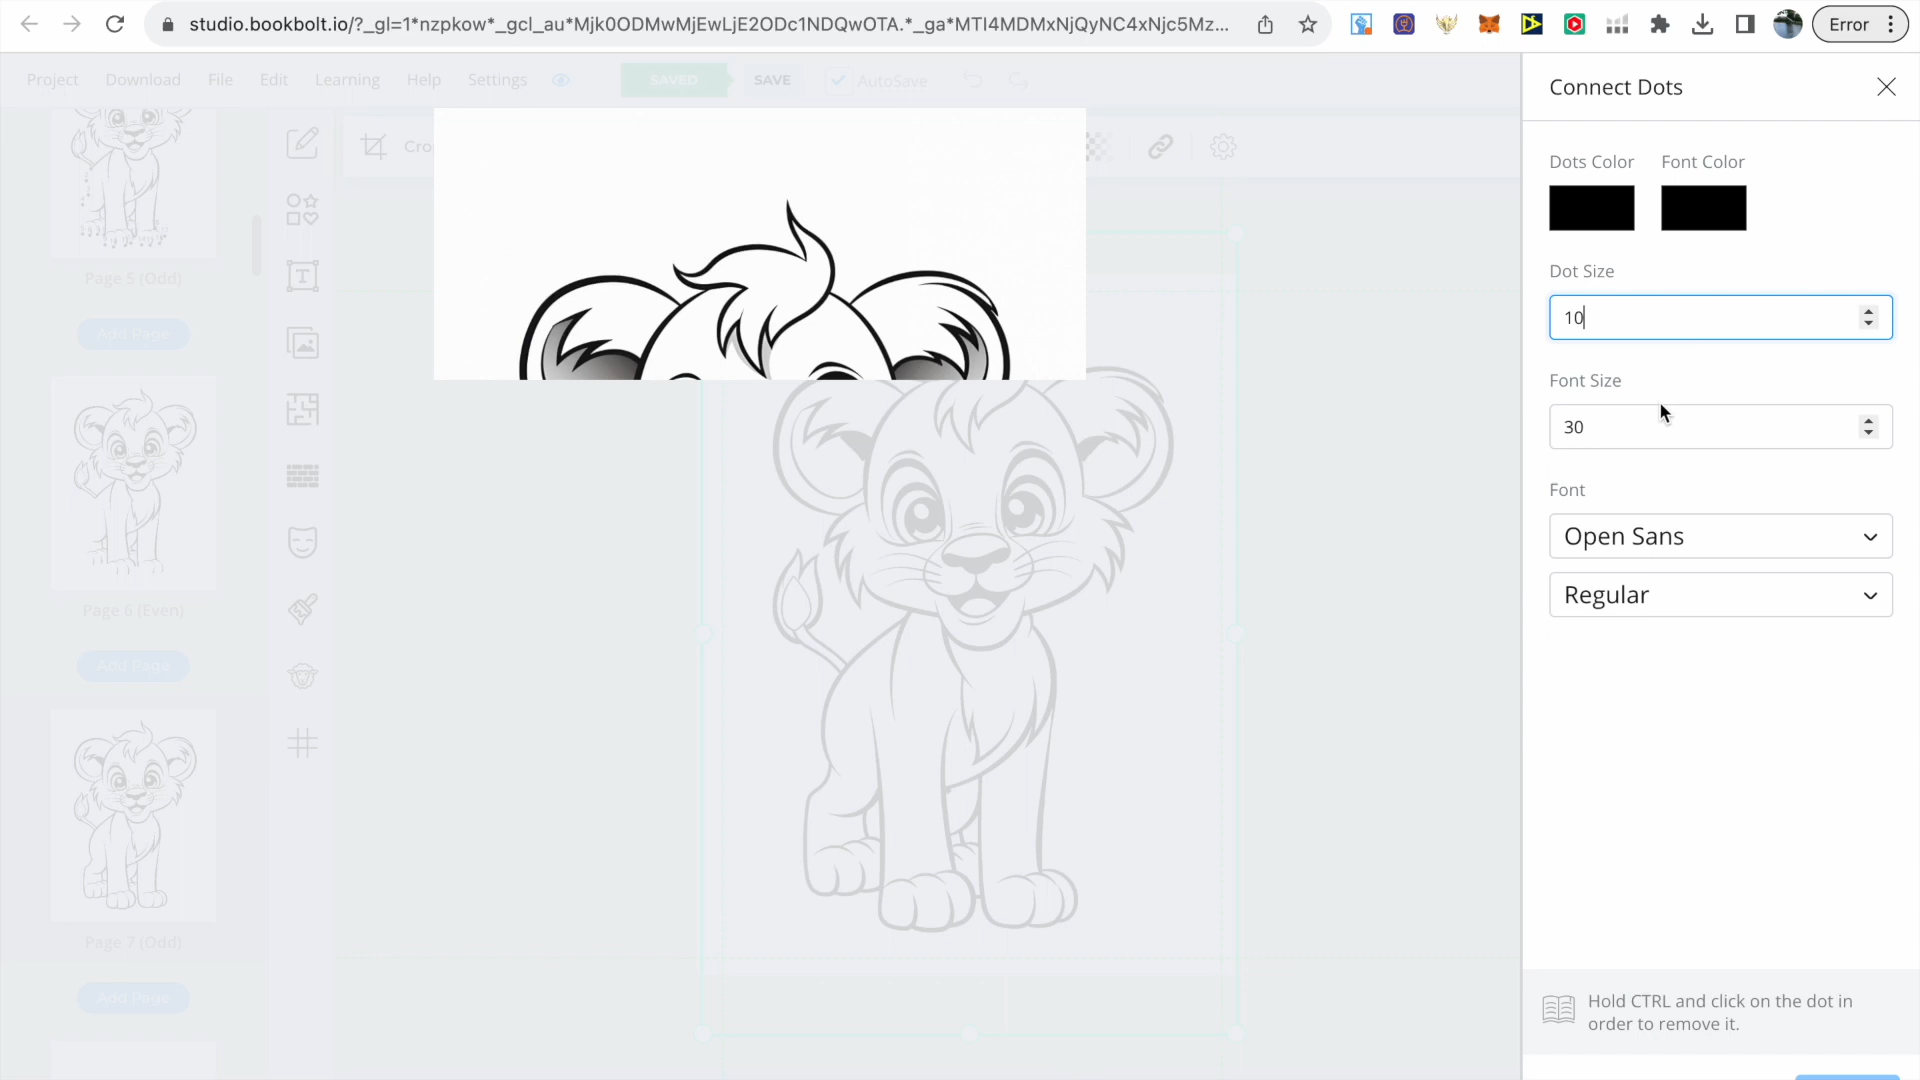 studio.bookbolt.io/?_gl=1*nzpkow*_gcl_au*Mjk0ODMwMjEwLjE2ODc1NDQwOTA.*_ga*MTI4MDMxNjQyNC4xNjc5Mz...
Error
Project
Download
File
Edit
Learning
Help
Settings
SAVED
SAVE
AutoSave
Connect Dots
Cro
Dots Color
Font Color
Page 5 (Odd)
Dot Size
10
Add Page
Font Size
30
Font
Open Sans
Regular
Page 6 (Even)
Add Page
Page 7 (Odd)
Add Page
Hold CTRL and click on the dot in
order to remove it.